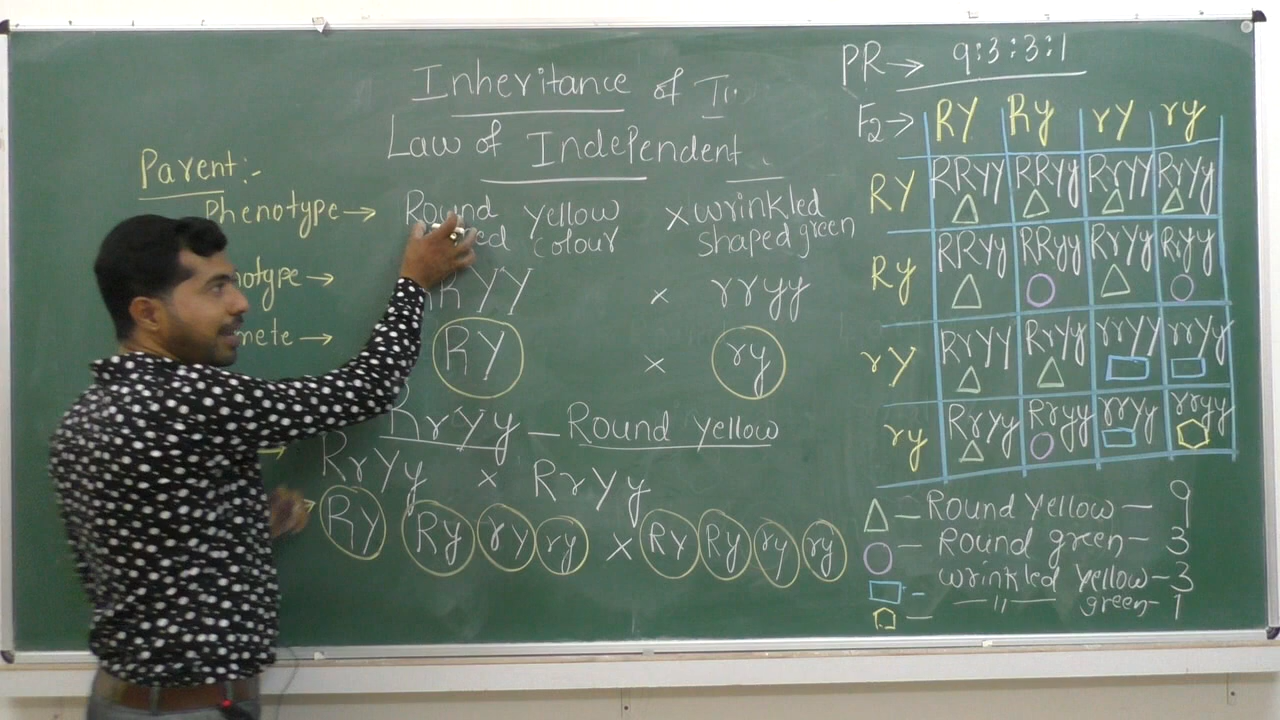 Inheritance of
Law of Independent
Parent:-
Phenotype → Round Yellow × wrinkled
colour shaped green
otype → RYY × rryy
mete → RY × ry
RrYy — Round Yellow
RrYy × RrYy
RY Ry rY ry × RY Ry rY ry
PR → 9:3:3:1
F2 → RY Ry rY ry
RY RRYY RRYy RrYY RrYy
Ry RRYy RRyy RrYy Rryy
rY RrYY RrYy rrYY rrYy
ry RrYy Rryy rrYy rryy
△ — Round Yellow — 9
○ — Round green — 3
▭ — wrinkled yellow — 3
⬠ — —〃— green — 1